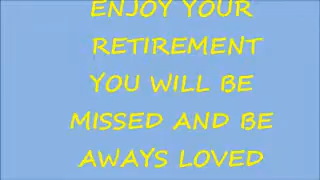 ENJOY YOUR
RETIREMENT
YOU WILL BE
MISSED AND BE
AWAYS LOVED